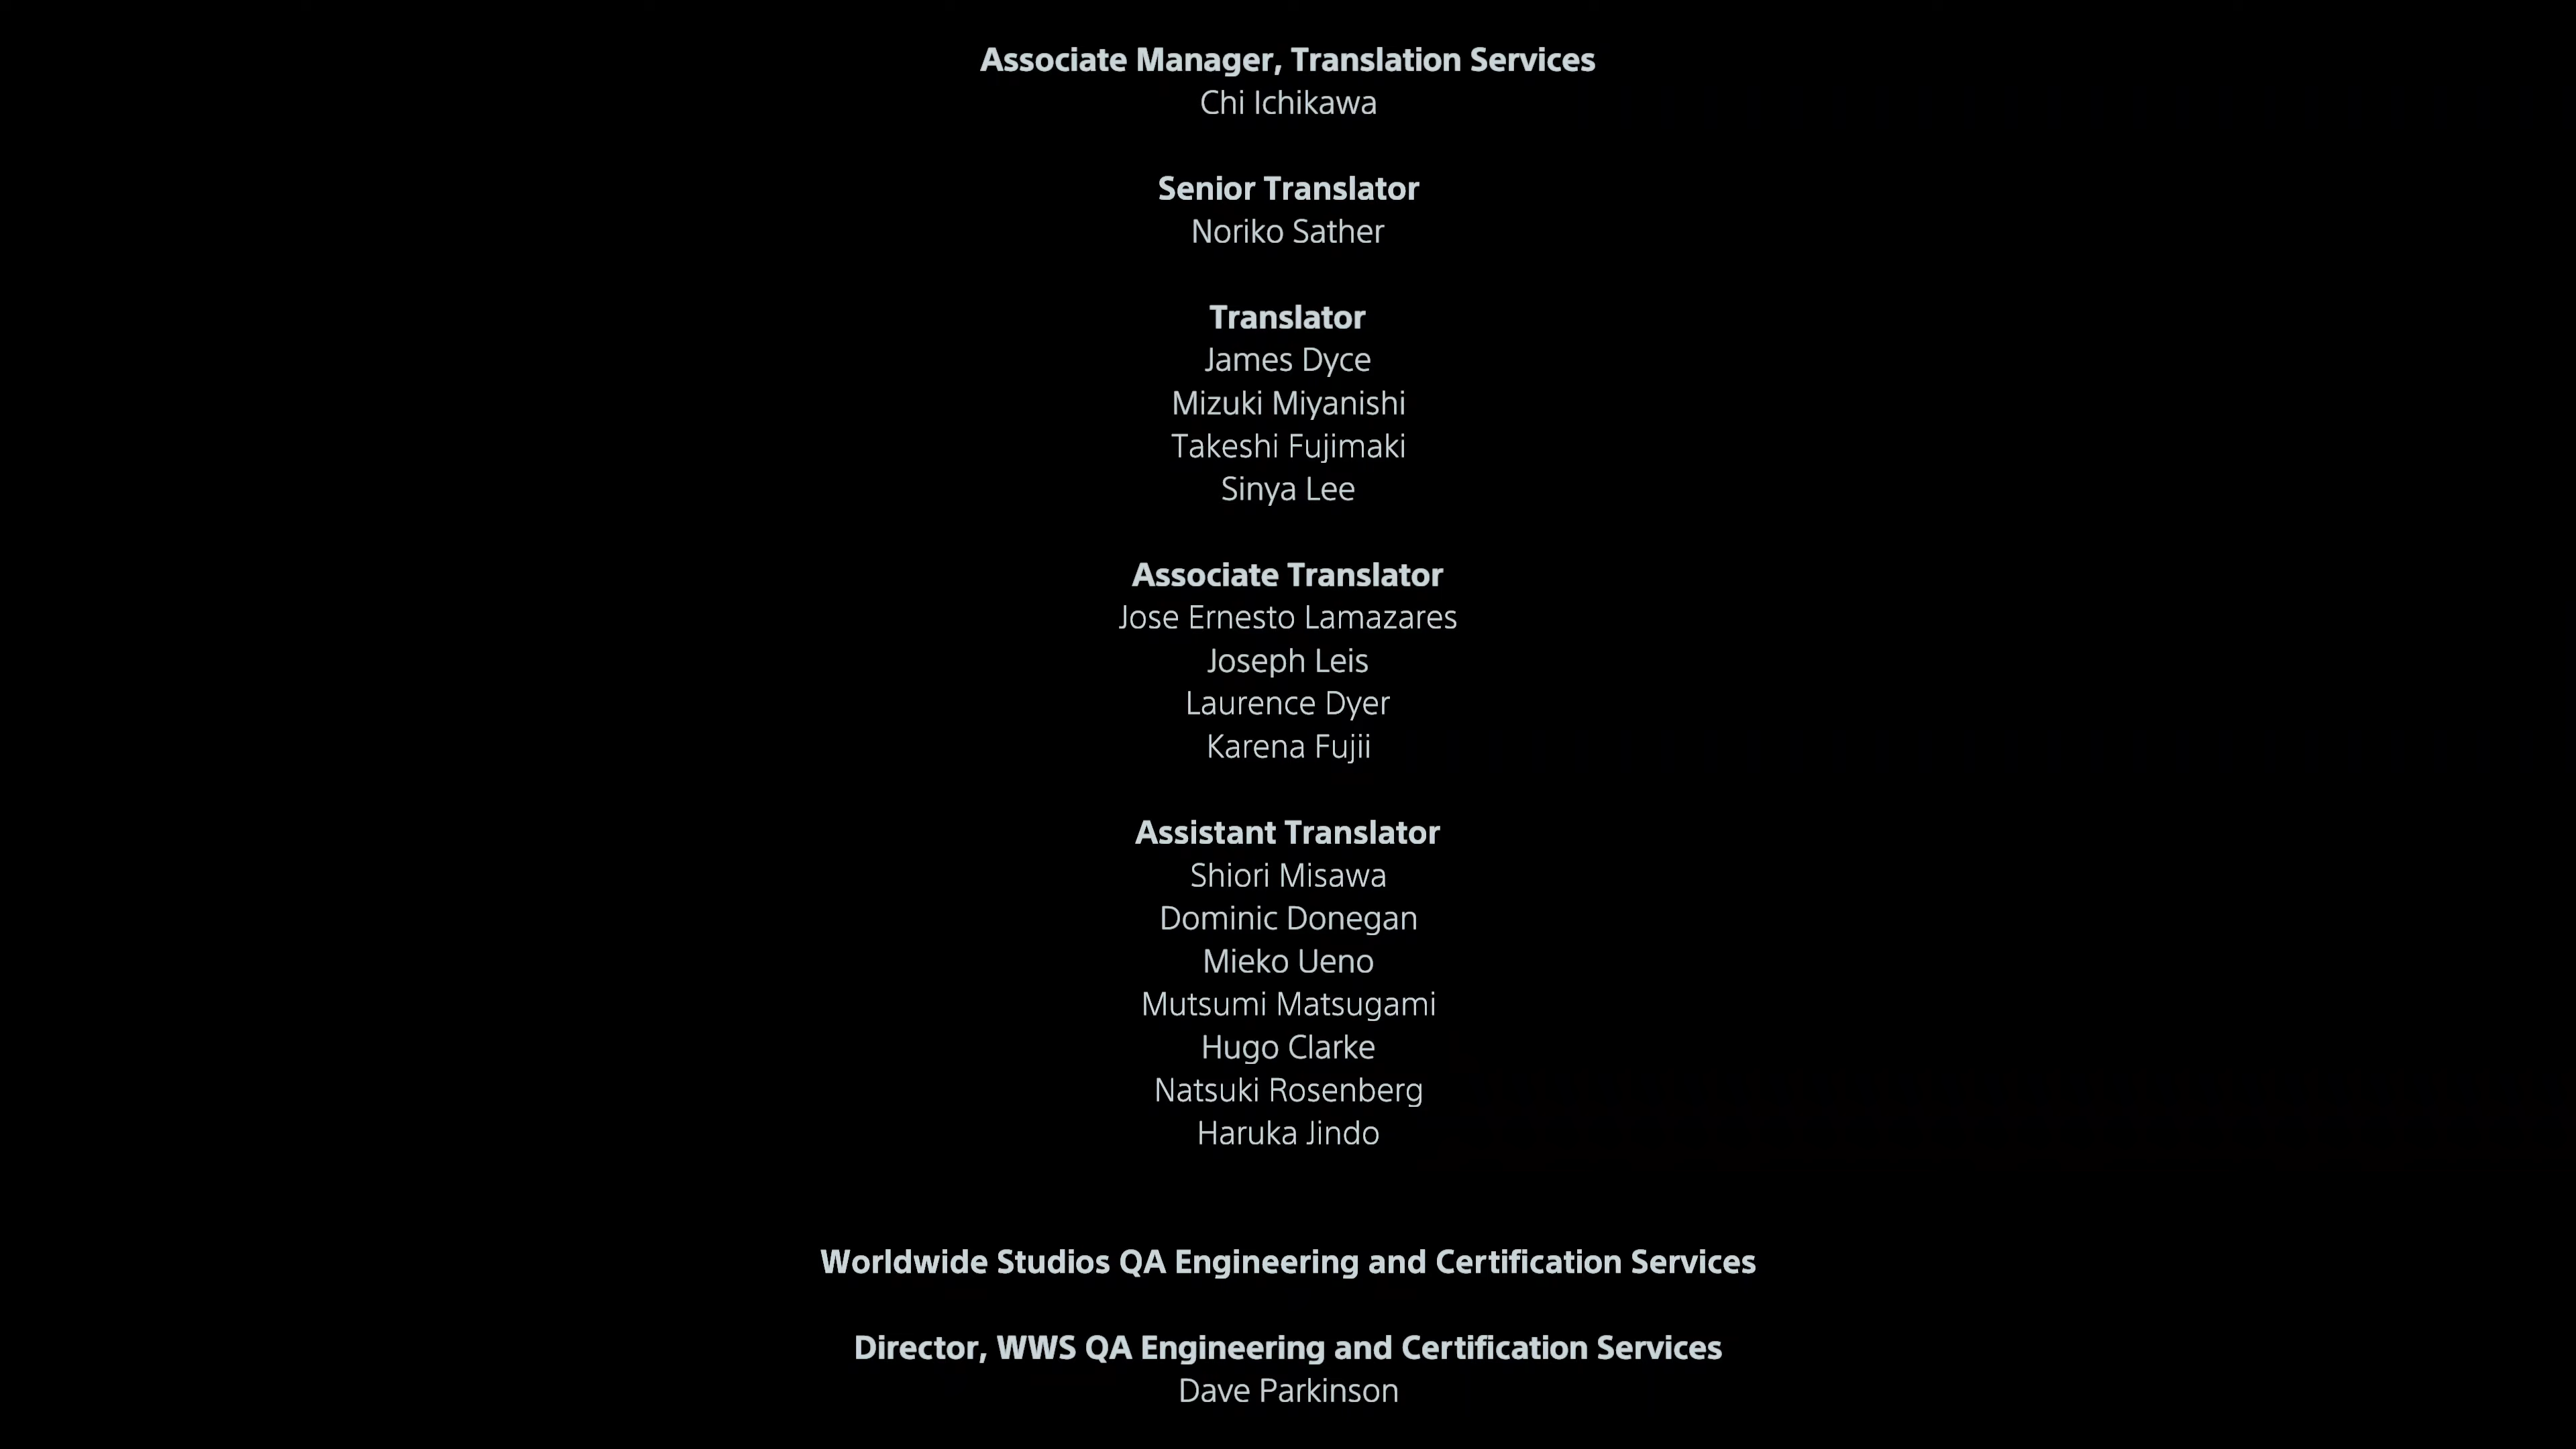 Associate Manager, Translation Services
Chi Ichikawa
Senior Translator
Noriko Sather
Translator
James Dyce
Mizuki Miyanishi
Takeshi Fujimaki
Sinya Lee
Associate Translator
Jose Ernesto Lamazares
Joseph Leis
Laurence Dyer
Karena Fujii
Assistant Translator
Shiori Misawa
Dominic Donegan
Mieko Ueno
Mutsumi Matsugami
Hugo Clarke
Natsuki Rosenberg
Haruka Jindo
Worldwide Studios QA Engineering and Certification Services
Director, WWS QA Engineering and Certification Services
Dave Parkinson